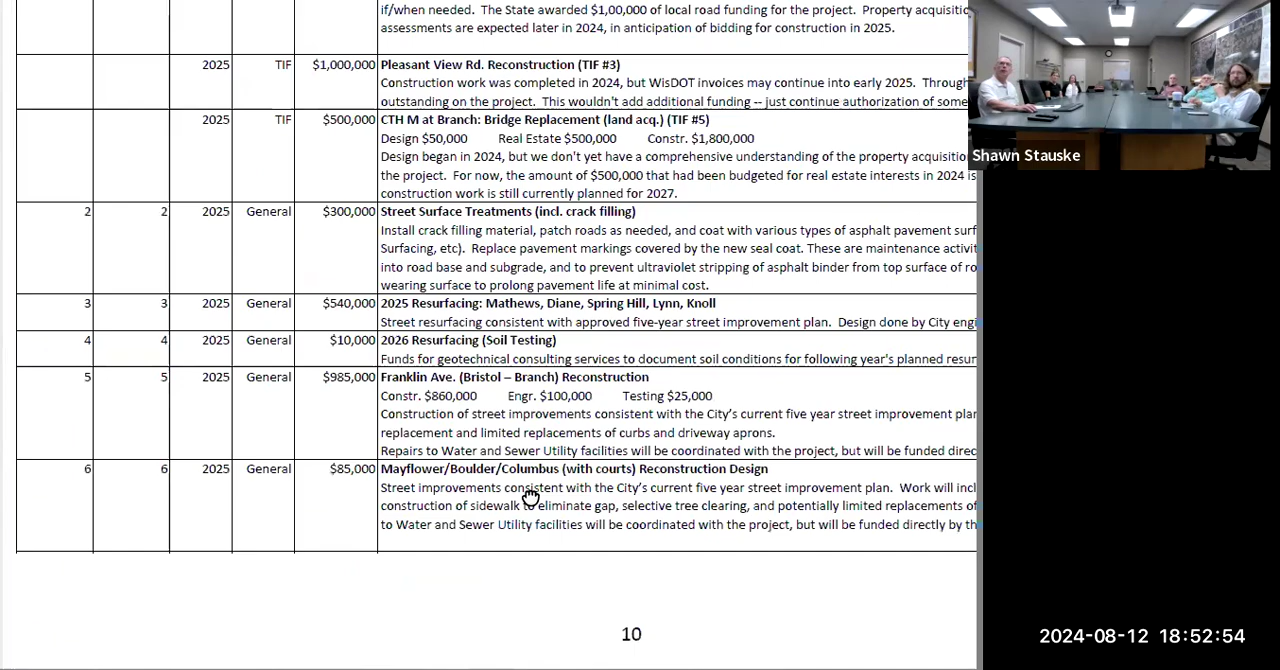 if/when needed. The State awarded $1,00,000 of local road funding for the project. Property acquisitio
assessments are expected later in 2024, in anticipation of bidding for construction in 2025.
2025 TIF $1,000,000 Pleasant View Rd. Reconstruction (TIF #3)
Construction work was completed in 2024, but WisDOT invoices may continue into early 2025. Through
outstanding on the project. This wouldn't add additional funding -- just continue authorization of some
2025 TIF $500,000 CTH M at Branch: Bridge Replacement (land acq.) (TIF #5)
Design $50,000 Real Estate $500,000 Constr. $1,800,000
Design began in 2024, but we don't yet have a comprehensive understanding of the property acquisitio
the project. For now, the amount of $500,000 that had been budgeted for real estate interests in 2024 is
construction work is still currently planned for 2027.
2 2 2025 General $300,000 Street Surface Treatments (incl. crack filling)
Install crack filling material, patch roads as needed, and coat with various types of asphalt pavement surf
Surfacing, etc). Replace pavement markings covered by the new seal coat. These are maintenance activit
into road base and subgrade, and to prevent ultraviolet stripping of asphalt binder from top surface of ro
wearing surface to prolong pavement life at minimal cost.
3 3 2025 General $540,000 2025 Resurfacing: Mathews, Diane, Spring Hill, Lynn, Knoll
Street resurfacing consistent with approved five-year street improvement plan. Design done by City engi
4 4 2025 General $10,000 2026 Resurfacing (Soil Testing)
Funds for geotechnical consulting services to document soil conditions for following year's planned resur
5 5 2025 General $985,000 Franklin Ave. (Bristol – Branch) Reconstruction
Constr. $860,000 Engr. $100,000 Testing $25,000
Construction of street improvements consistent with the City's current five year street improvement plan
replacement and limited replacements of curbs and driveway aprons.
Repairs to Water and Sewer Utility facilities will be coordinated with the project, but will be funded direc
6 6 2025 General $85,000 Mayflower/Boulder/Columbus (with courts) Reconstruction Design
Street improvements consistent with the City's current five year street improvement plan. Work will incl
construction of sidewalk to eliminate gap, selective tree clearing, and potentially limited replacements of
to Water and Sewer Utility facilities will be coordinated with the project, but will be funded directly by th
10
Shawn Stauske
2024-08-12 18:52:54